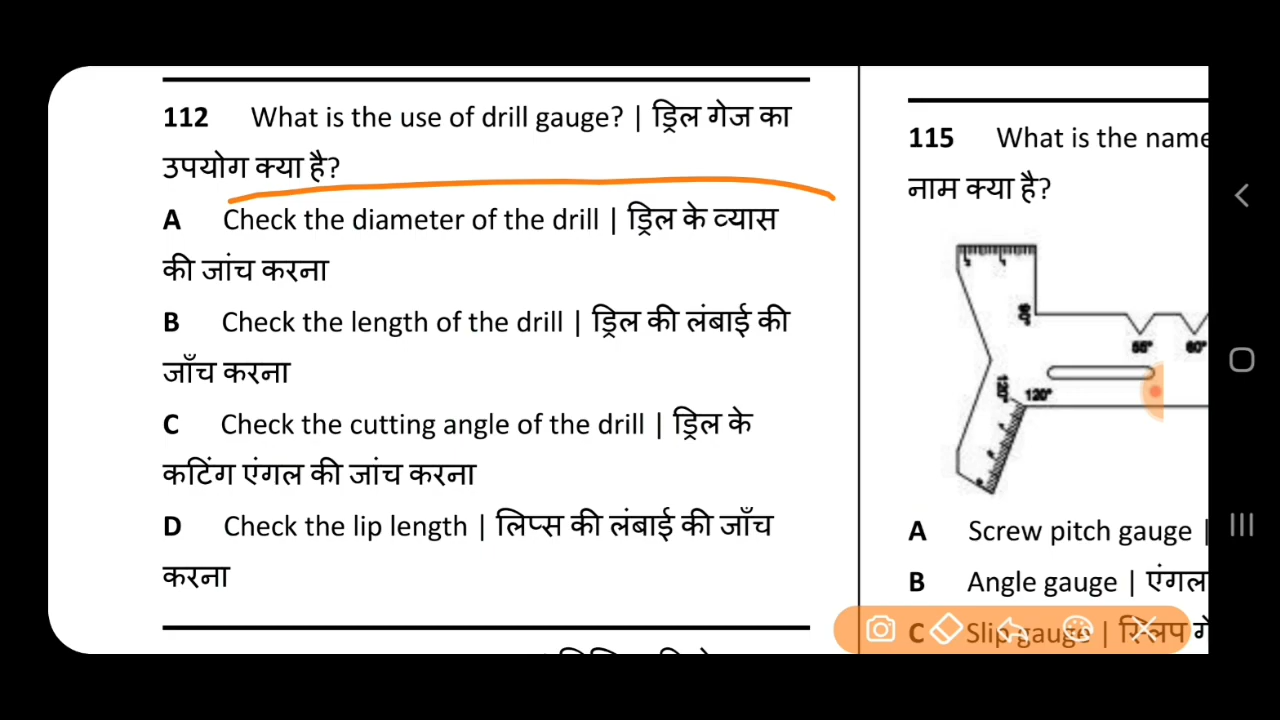 112 What is the use of drill gauge? | ड्रिल गेज का
उपयोग क्या है?
A Check the diameter of the drill | ड्रिल के व्यास
की जांच करना
B Check the length of the drill | ड्रिल की लंबाई की
जाँच करना
C Check the cutting angle of the drill | ड्रिल के
कटिंग एंगल की जांच करना
D Check the lip length | लिप्स की लंबाई की जाँच
करना
115 What is the name
नाम क्या है?
90°
55° 60°
120°
120°
A Screw pitch gauge |
B Angle gauge | एंगल
C Slip gauge | स्लिप गे